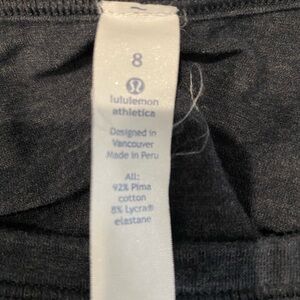 8
lululemon
athletica
Designed in
Vancouver
Made in Peru
All:
92% Pima
cotton
8% Lycra®
elastane